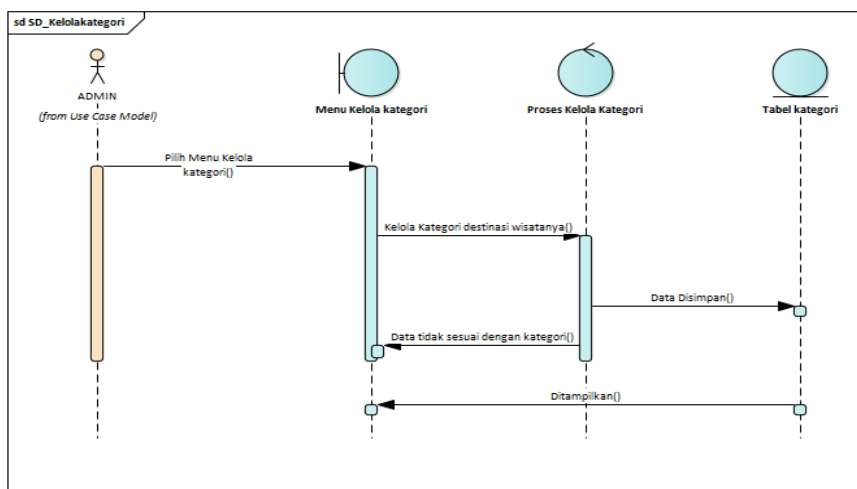 sd SD_Kelolakategori
ADMIN
(from Use Case Model)
Menu Kelola kategori
Proses Kelola Kategori
Tabel kategori
Pilih Menu Kelola
kategori()
Kelola Kategori destinasi wisatanya()
Data Disimpan()
Data tidak sesuai dengan kategori()
Ditampilkan()